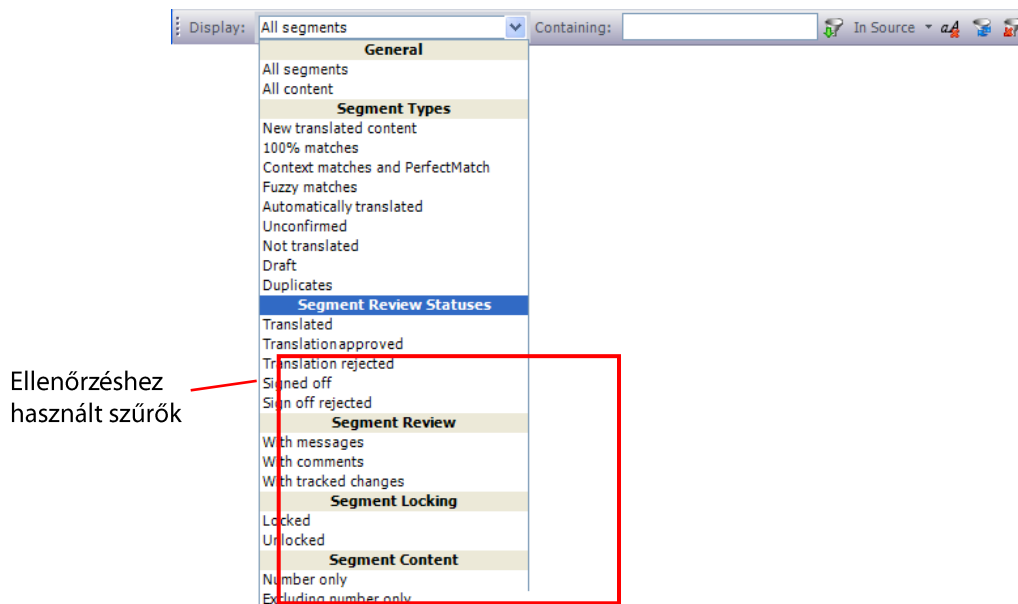 Display: All segments Containing: In Source
General
All segments
All content
Segment Types
New translated content
100% matches
Context matches and PerfectMatch
Fuzzy matches
Automatically translated
Unconfirmed
Not translated
Draft
Duplicates
Segment Review Statuses
Translated
Translation approved
Translation rejected
Signed off
Sign off rejected
Segment Review
With messages
With comments
With tracked changes
Segment Locking
Locked
Unlocked
Segment Content
Number only
Excluding number only
Ellenőrzéshez
használt szűrők